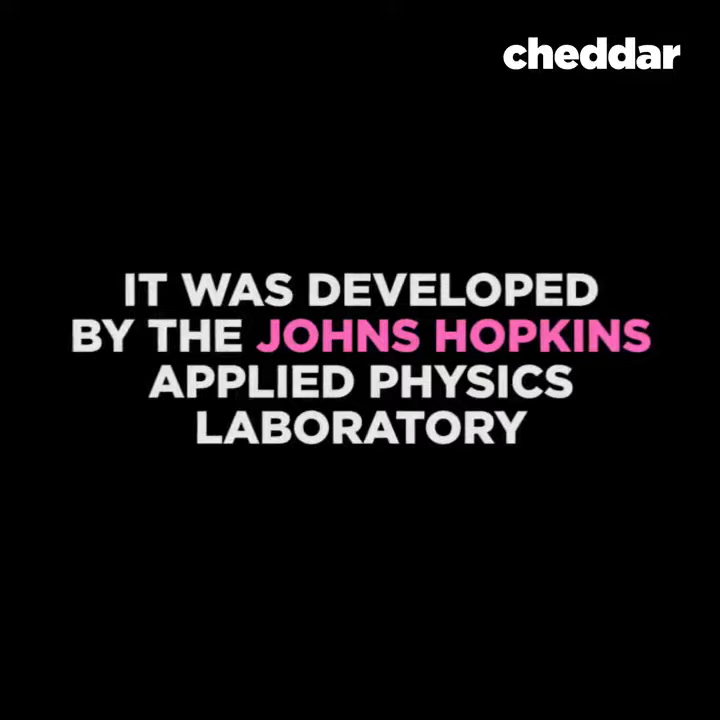 cheddar
IT WAS DEVELOPED
BY THE JOHNS HOPKINS
APPLIED PHYSICS
LABORATORY